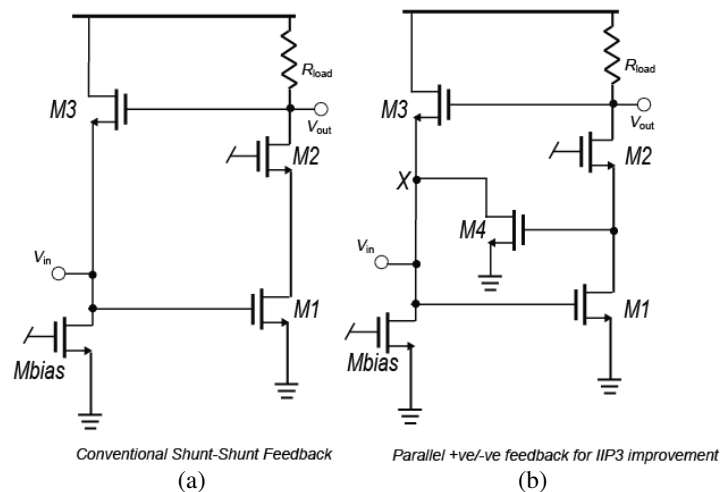 Rload
Rload
M3
Vout
M3
Vout
M2
M2
X
M4
Vin
Vin
M1
M1
Mbias
Mbias
Conventional Shunt-Shunt Feedback
Parallel +ve/-ve feedback for IIP3 improvement
(a)
(b)